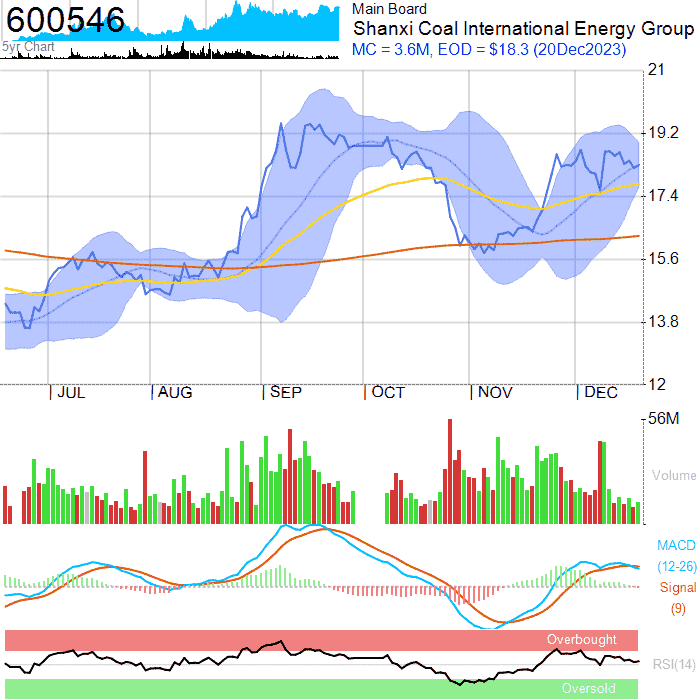 600546
5yr Chart
Main Board
Shanxi Coal International Energy Group
MC = 3.6M, EOD = $18.3 (20Dec2023)
21
19.2
17.4
15.6
13.8
12
JUL
AUG
SEP
OCT
NOV
DEC
56M
Volume
MACD
(12-26)
Signal
(9)
Overbought
RSI(14)
Oversold